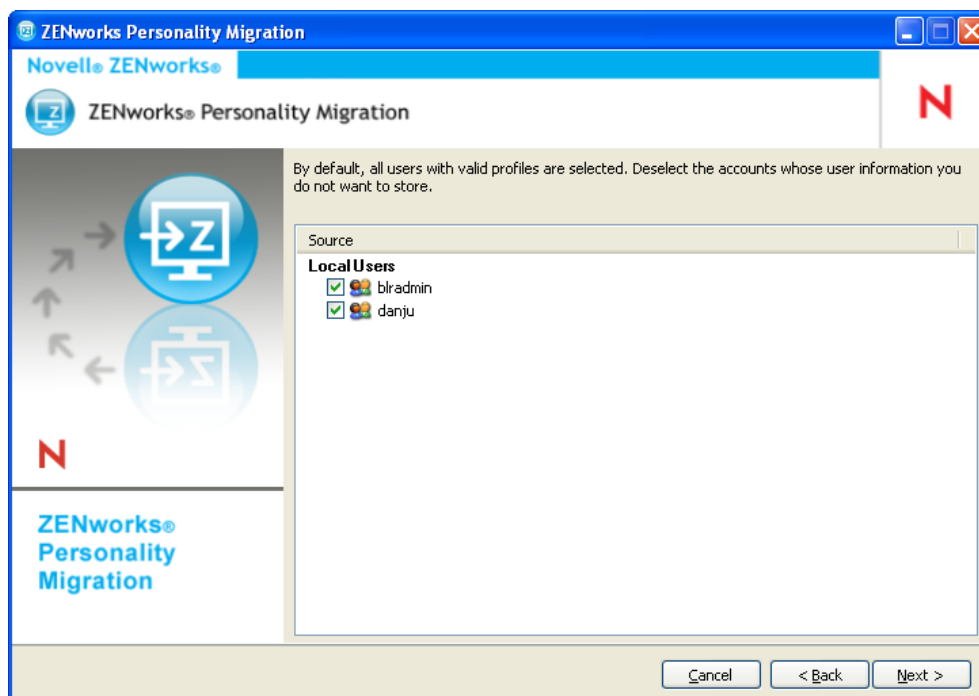 ZENworks Personality Migration
Novell® ZENworks®
ZENworks® Personality Migration
N
By default, all users with valid profiles are selected. Deselect the accounts whose user information you
do not want to store.
Source
Local Users
blradmin
danju
Z
N
ZENworks®
Personality
Migration
Cancel
< Back
Next >